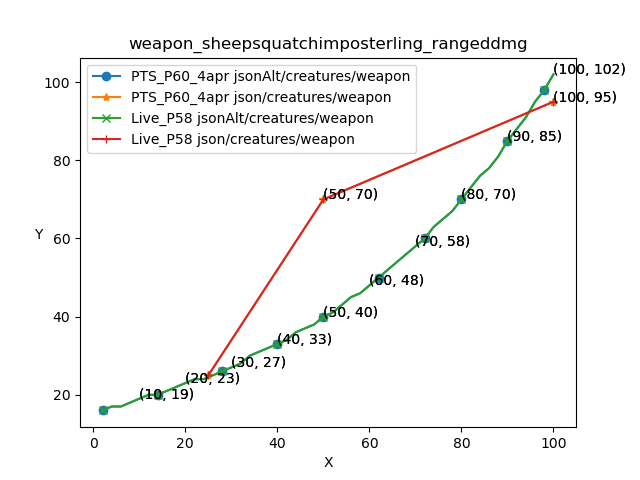 weapon_sheepsquatchimposterling_rangeddmg
PTS_P60_4apr jsonAlt/creatures/weapon
PTS_P60_4apr json/creatures/weapon
Live_P58 jsonAlt/creatures/weapon
Live_P58 json/creatures/weapon
(100, 102)
100
(100, 95)
(90, 85)
80
(50, 70)
(80, 70)
Y
60
(70, 58)
(60, 48)
40
(50, 40)
(40, 33)
(30, 27)
(20, 23)
20
(10, 19)
0 20 40 60 80 100
X